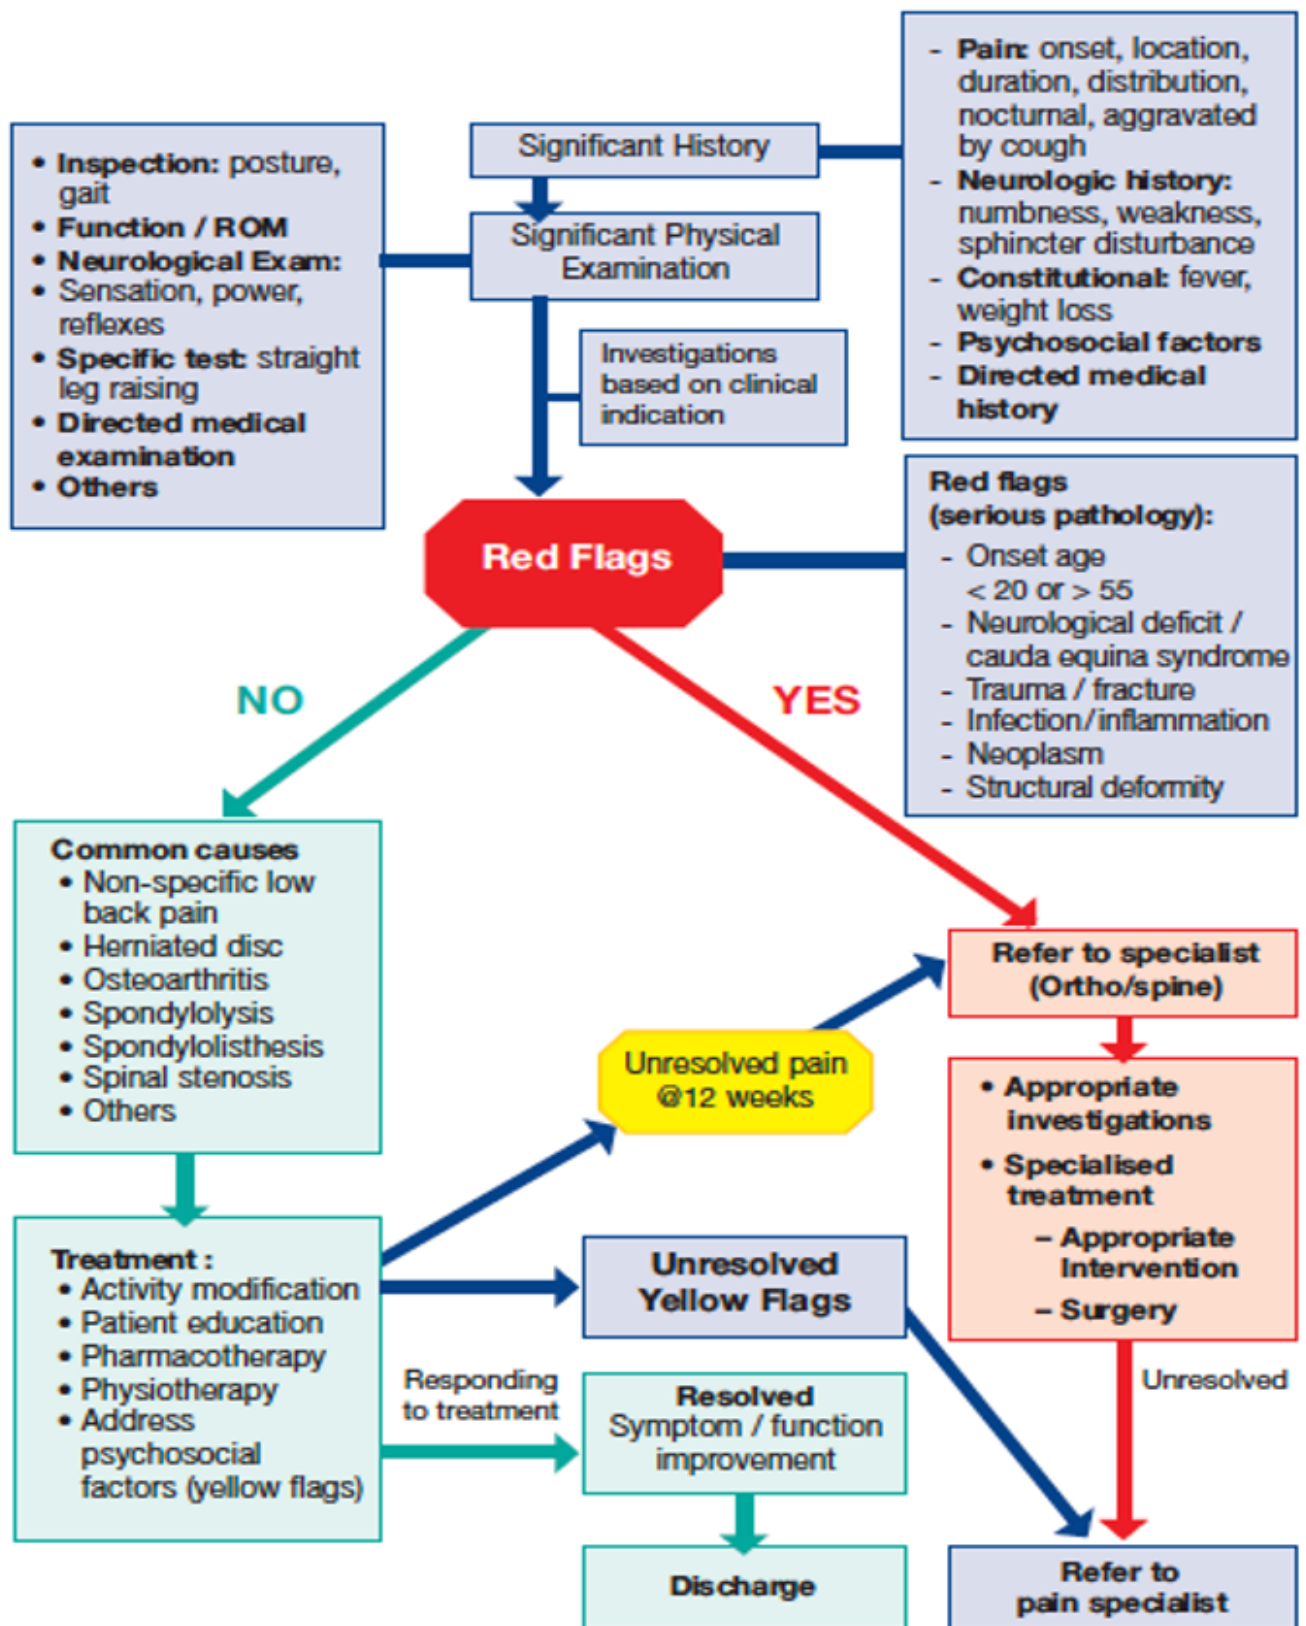 Significant History
- Pain: onset, location,
duration, distribution,
nocturnal, aggravated
by cough
- Neurologic history:
numbness, weakness,
sphincter disturbance
- Constitutional: fever,
weight loss
- Psychosocial factors
- Directed medical
history
Significant Physical
Examination
• Inspection: posture,
gait
• Function / ROM
• Neurological Exam:
• Sensation, power,
reflexes
• Specific test: straight
leg raising
• Directed medical
examination
• Others
Investigations
based on clinical
indication
Red Flags
Red flags
(serious pathology):
- Onset age
< 20 or > 55
- Neurological deficit /
cauda equina syndrome
- Trauma / fracture
- Infection/inflammation
- Neoplasm
- Structural deformity
NO
YES
Common causes
• Non-specific low
back pain
• Herniated disc
• Osteoarthritis
• Spondylolysis
• Spondylolisthesis
• Spinal stenosis
• Others
Refer to specialist
(Ortho/spine)
Unresolved pain
@12 weeks
• Appropriate
investigations
• Specialised
treatment
– Appropriate
Intervention
– Surgery
Treatment :
• Activity modification
• Patient education
• Pharmacotherapy
• Physiotherapy
• Address
psychosocial
factors (yellow flags)
Unresolved
Yellow Flags
Responding
to treatment
Resolved
Symptom / function
improvement
Unresolved
Discharge
Refer to
pain specialist